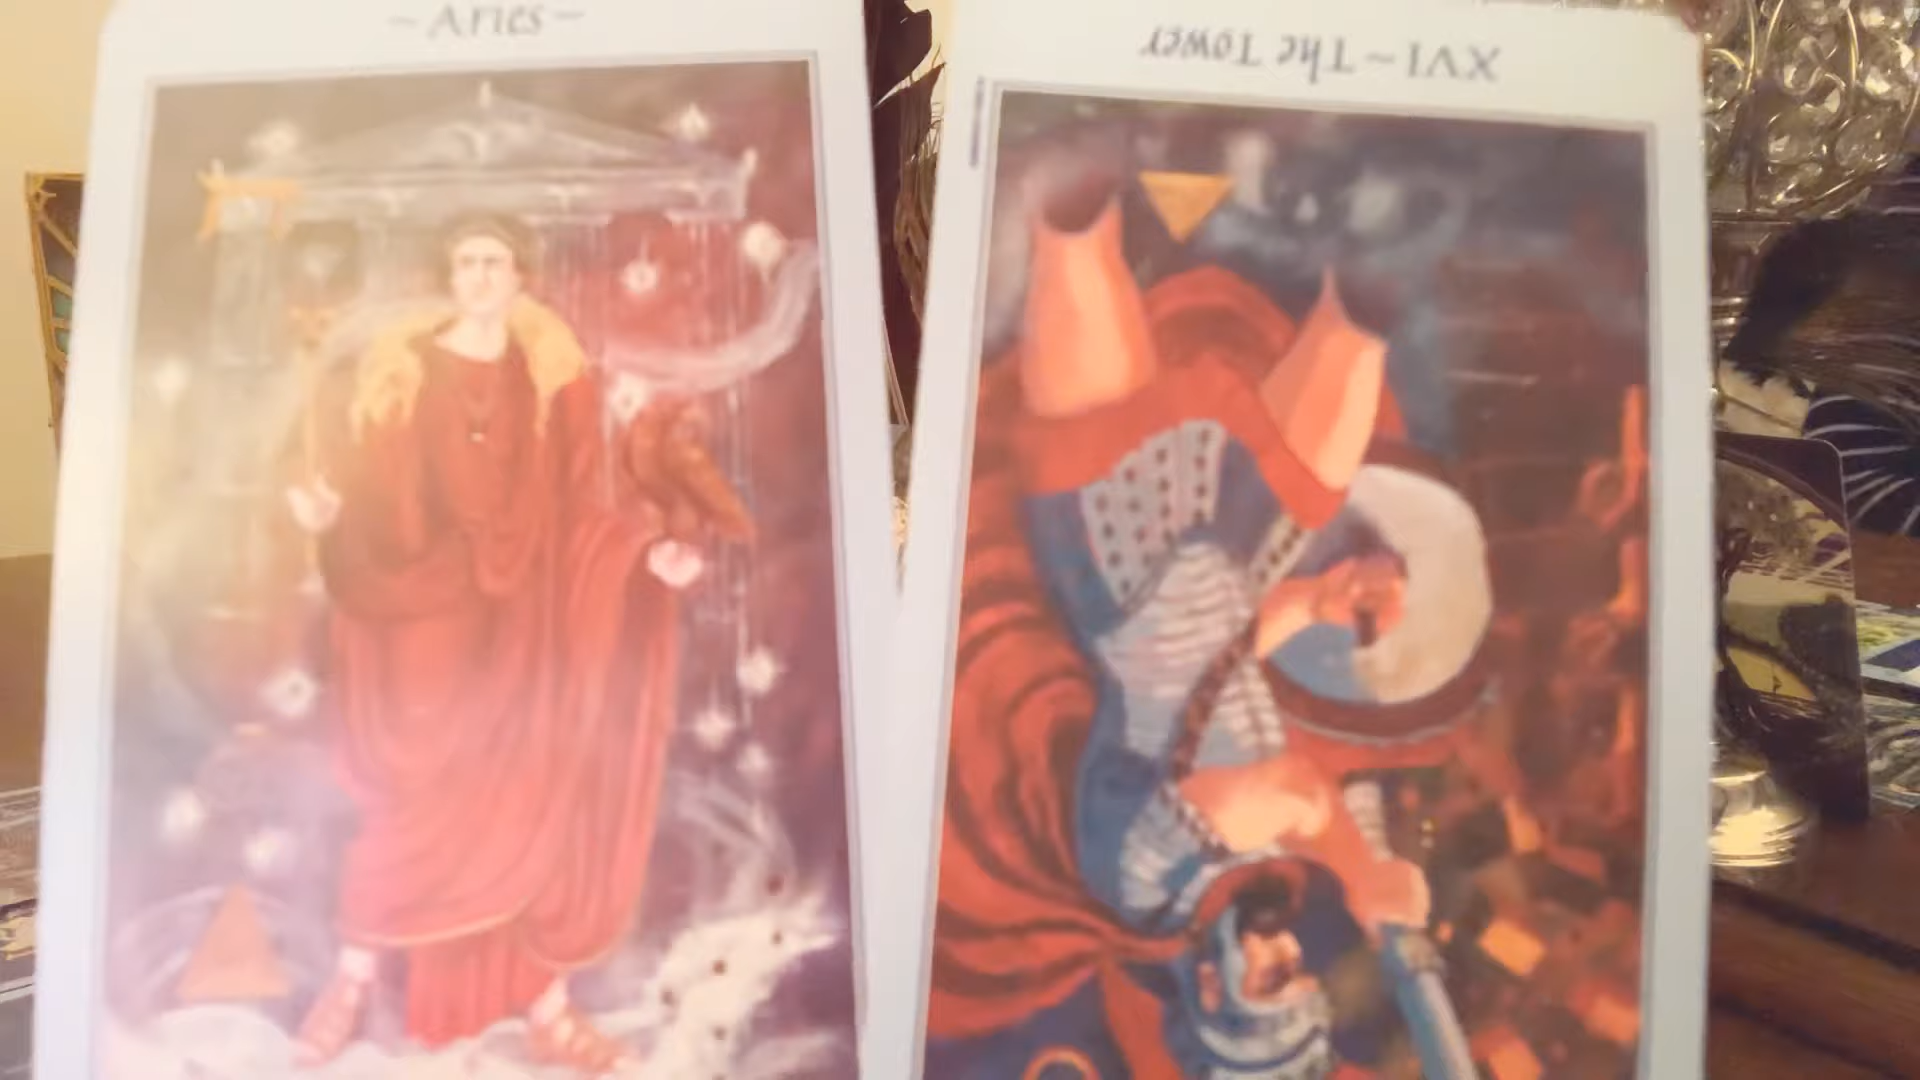 ~ Aries ~
XVI ~ The Tower